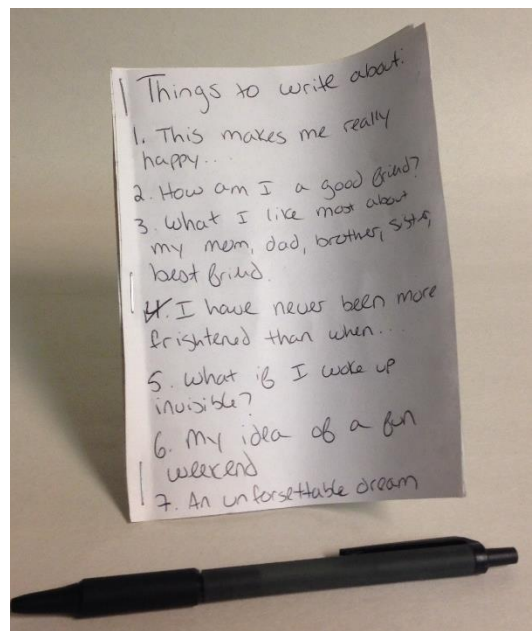 Things to write about:
1. This makes me really
happy...
2. How am I a good friend?
3. What I like most about
my mom, dad, brother, sister,
best friend.
4. I have never been more
frightened than when...
5. What if I woke up
invisible?
6. My idea of a fun
weekend
7. An unforgettable dream